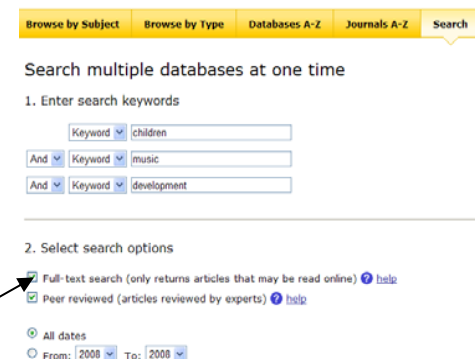 Browse by Subject Browse by Type Databases A-Z Journals A-Z Search
Search multiple databases at one time
1. Enter search keywords
Keyword children
And Keyword music
And Keyword development
2. Select search options
Full-text search (only returns articles that may be read online) ? help
Peer reviewed (articles reviewed by experts) ? help
All dates
From: 2008 To: 2008